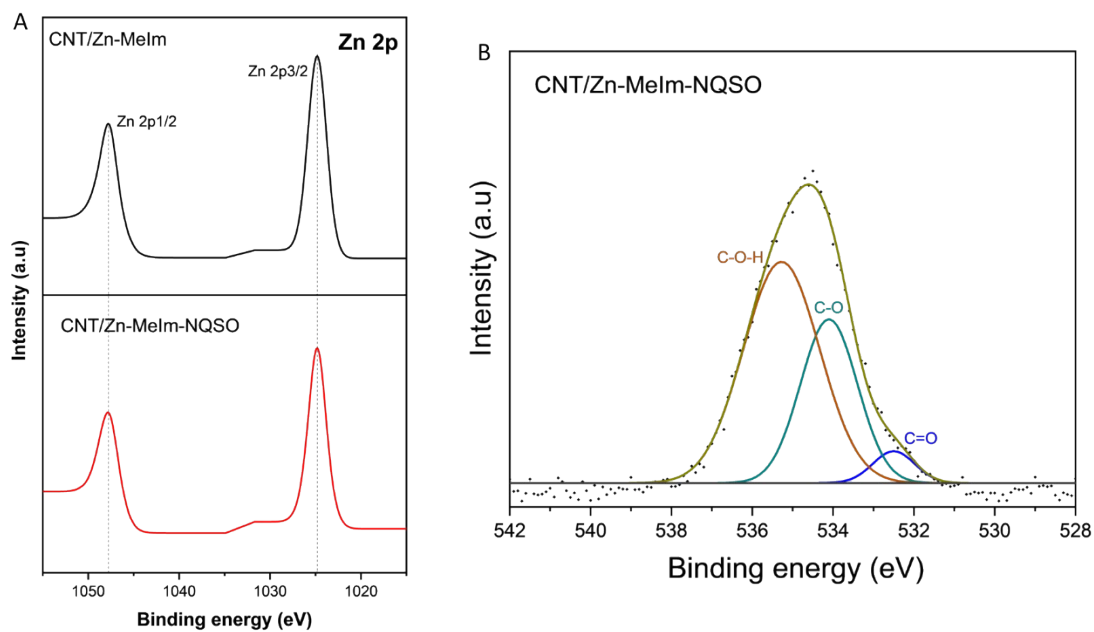 A
CNT/Zn-MeIm
Zn 2p
Zn 2p3/2
Zn 2p1/2
CNT/Zn-MeIm-NQSO
Intensity (a.u)
1050
1040
1030
1020
Binding energy (eV)
B
CNT/Zn-MeIm-NQSO
C-O-H
C-O
C=O
Intensity (a.u)
542
540
538
536
534
532
530
528
Binding energy (eV)